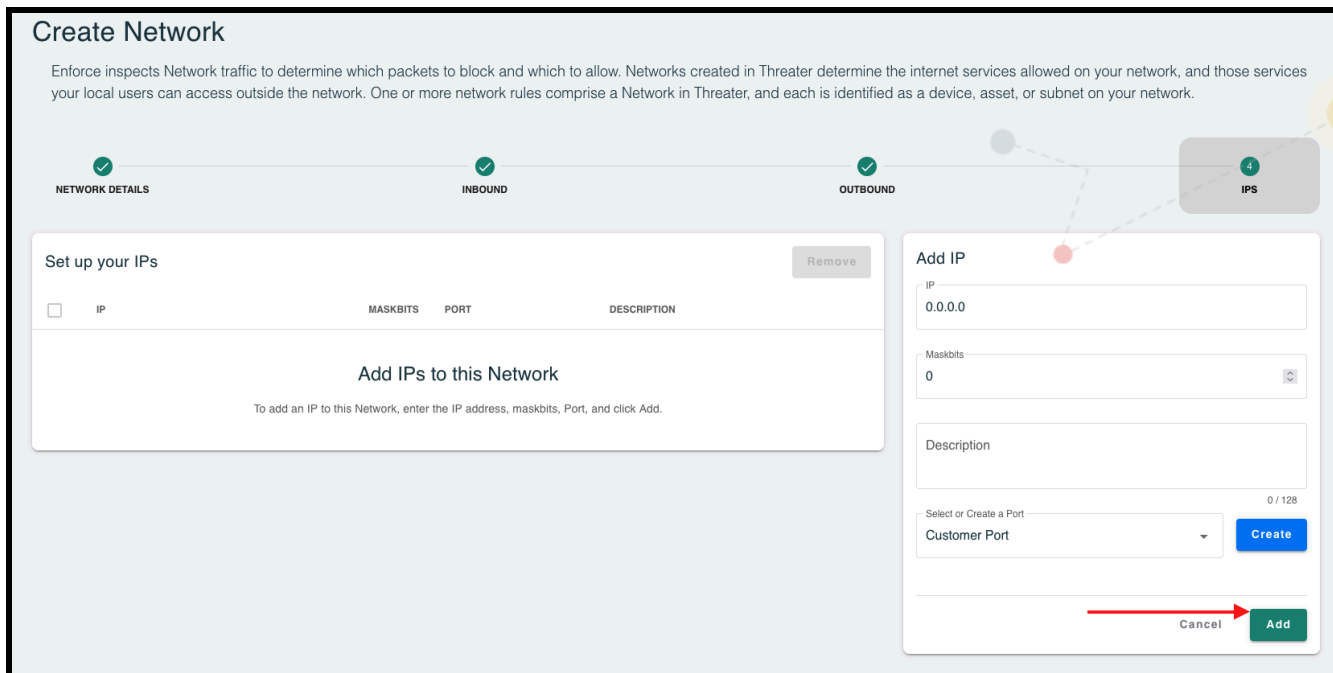 Create Network
Enforce inspects Network traffic to determine which packets to block and which to allow. Networks created in Threater determine the internet services allowed on your network, and those services
your local users can access outside the network. One or more network rules comprise a Network in Threater, and each is identified as a device, asset, or subnet on your network.
4
NETWORK DETAILS INBOUND OUTBOUND IPS
Set up your IPs Remove
IP MASKBITS PORT DESCRIPTION
Add IPs to this Network
To add an IP to this Network, enter the IP address, maskbits, Port, and click Add.
Add IP
IP
0.0.0.0
Maskbits
0
Description
0 / 128
Select or Create a Port
Customer Port Create
Cancel Add